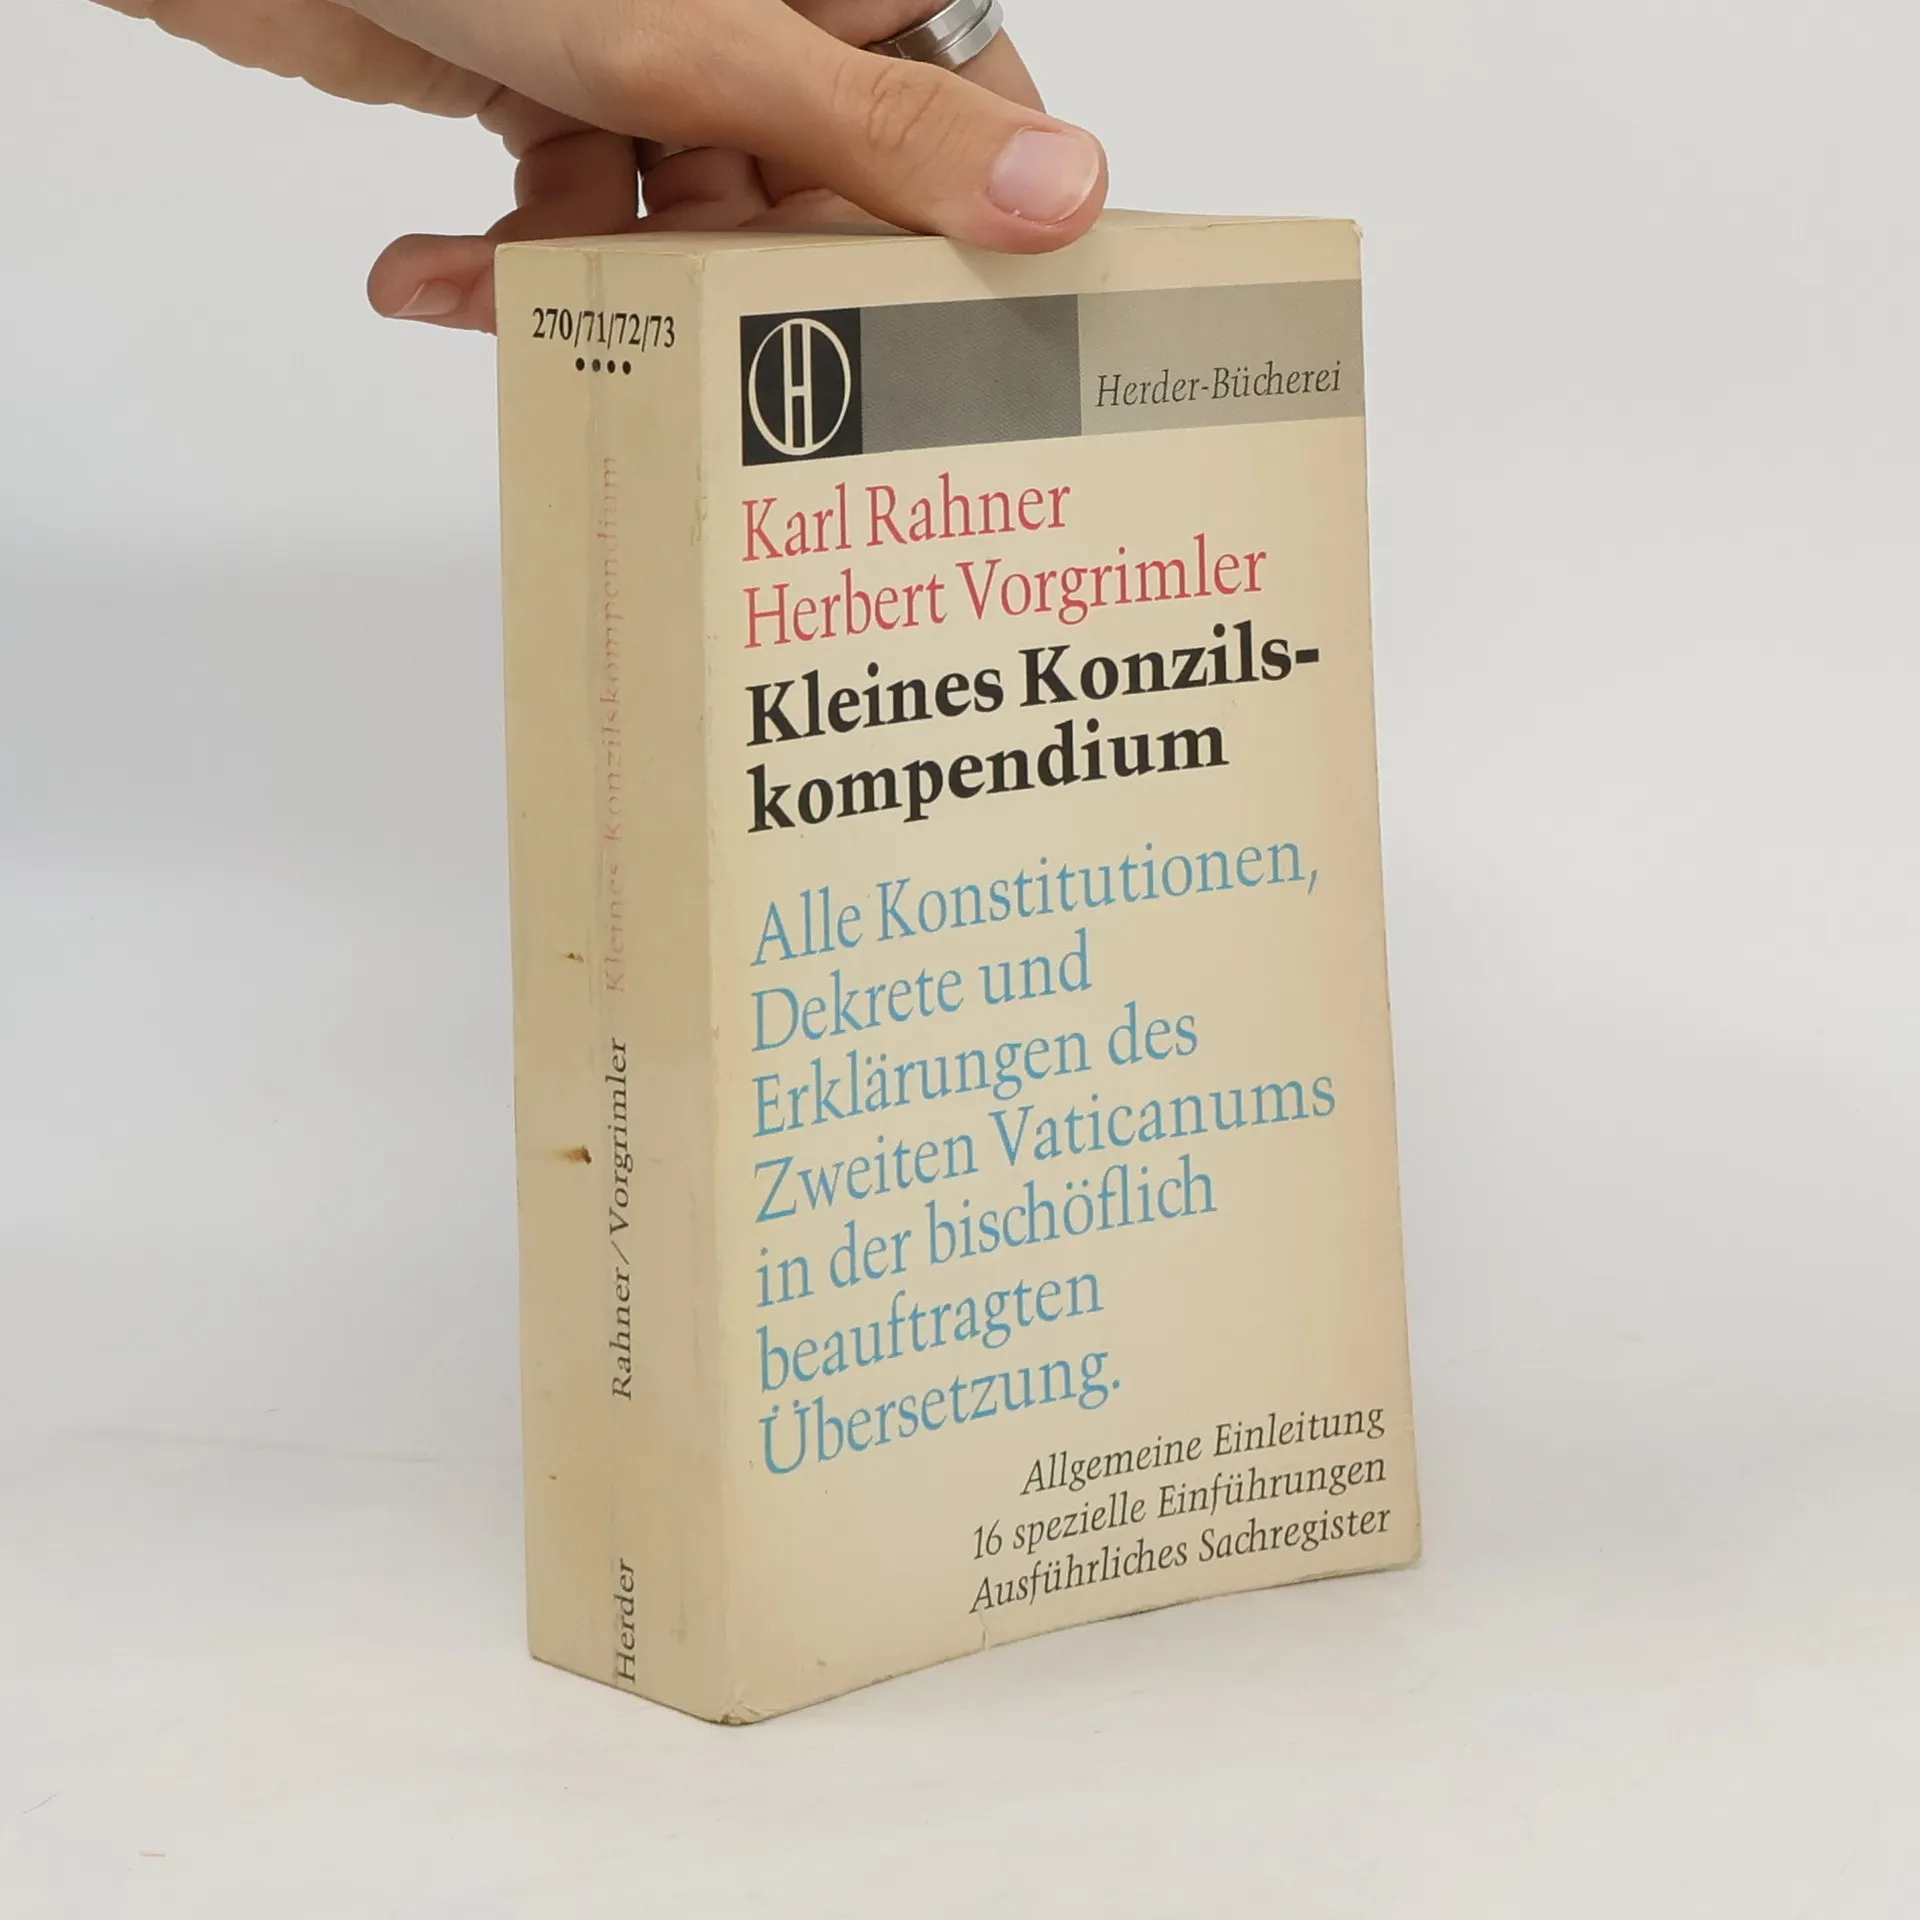 270/71/72/73
Kleines Konzilskompendium
Rahner/Vorgrimler
Herder
H
Herder-Bücherei
Karl Rahner
Herbert Vorgrimler
Kleines Konzils-
kompendium
Alle Konstitutionen,
Dekrete und
Erklärungen des
Zweiten Vaticanums
in der bischöflich
beauftragten
Übersetzung.
Allgemeine Einleitung
16 spezielle Einführungen
Ausführliches Sachregister